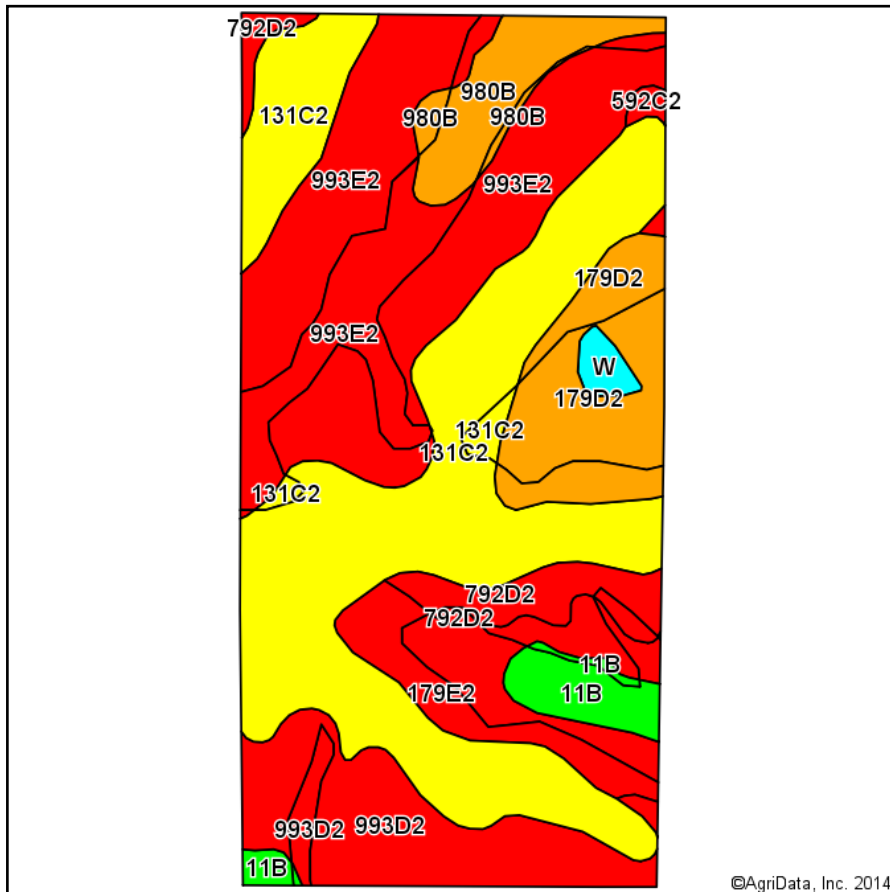 792D2
980B
592C2
131C2
980B
980B
993E2
993E2
179D2
993E2
W
179D2
131C2
131C2
131C2
792D2
792D2
11B
179E2
11B
993D2
993D2
11B
©AgriData, Inc. 2014